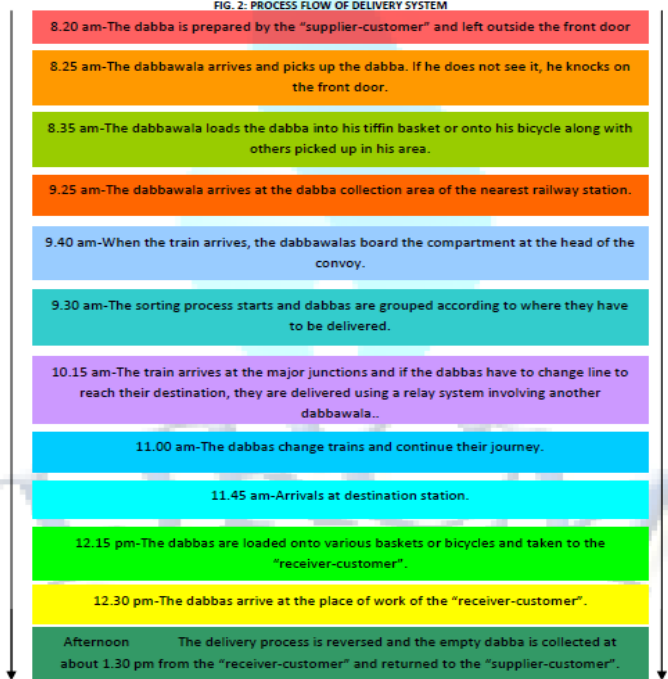 FIG. 2: PROCESS FLOW OF DELIVERY SYSTEM
8.20 am-The dabba is prepared by the “supplier-customer” and left outside the front door
8.25 am-The dabbawala arrives and picks up the dabba. If he does not see it, he knocks on
the front door.
8.35 am-The dabbawala loads the dabba into his tiffin basket or onto his bicycle along with
others picked up in his area.
9.25 am-The dabbawala arrives at the dabba collection area of the nearest railway station.
9.40 am-When the train arrives, the dabbawalas board the compartment at the head of the
convoy.
9.30 am-The sorting process starts and dabbas are grouped according to where they have
to be delivered.
10.15 am-The train arrives at the major junctions and if the dabbas have to change line to
reach their destination, they are delivered using a relay system involving another
dabbawala..
11.00 am-The dabbas change trains and continue their journey.
11.45 am-Arrivals at destination station.
12.15 pm-The dabbas are loaded onto various baskets or bicycles and taken to the
“receiver-customer”.
12.30 pm-The dabbas arrive at the place of work of the “receiver-customer”.
Afternoon The delivery process is reversed and the empty dabba is collected at
about 1.30 pm from the “receiver-customer” and returned to the “supplier-customer”.